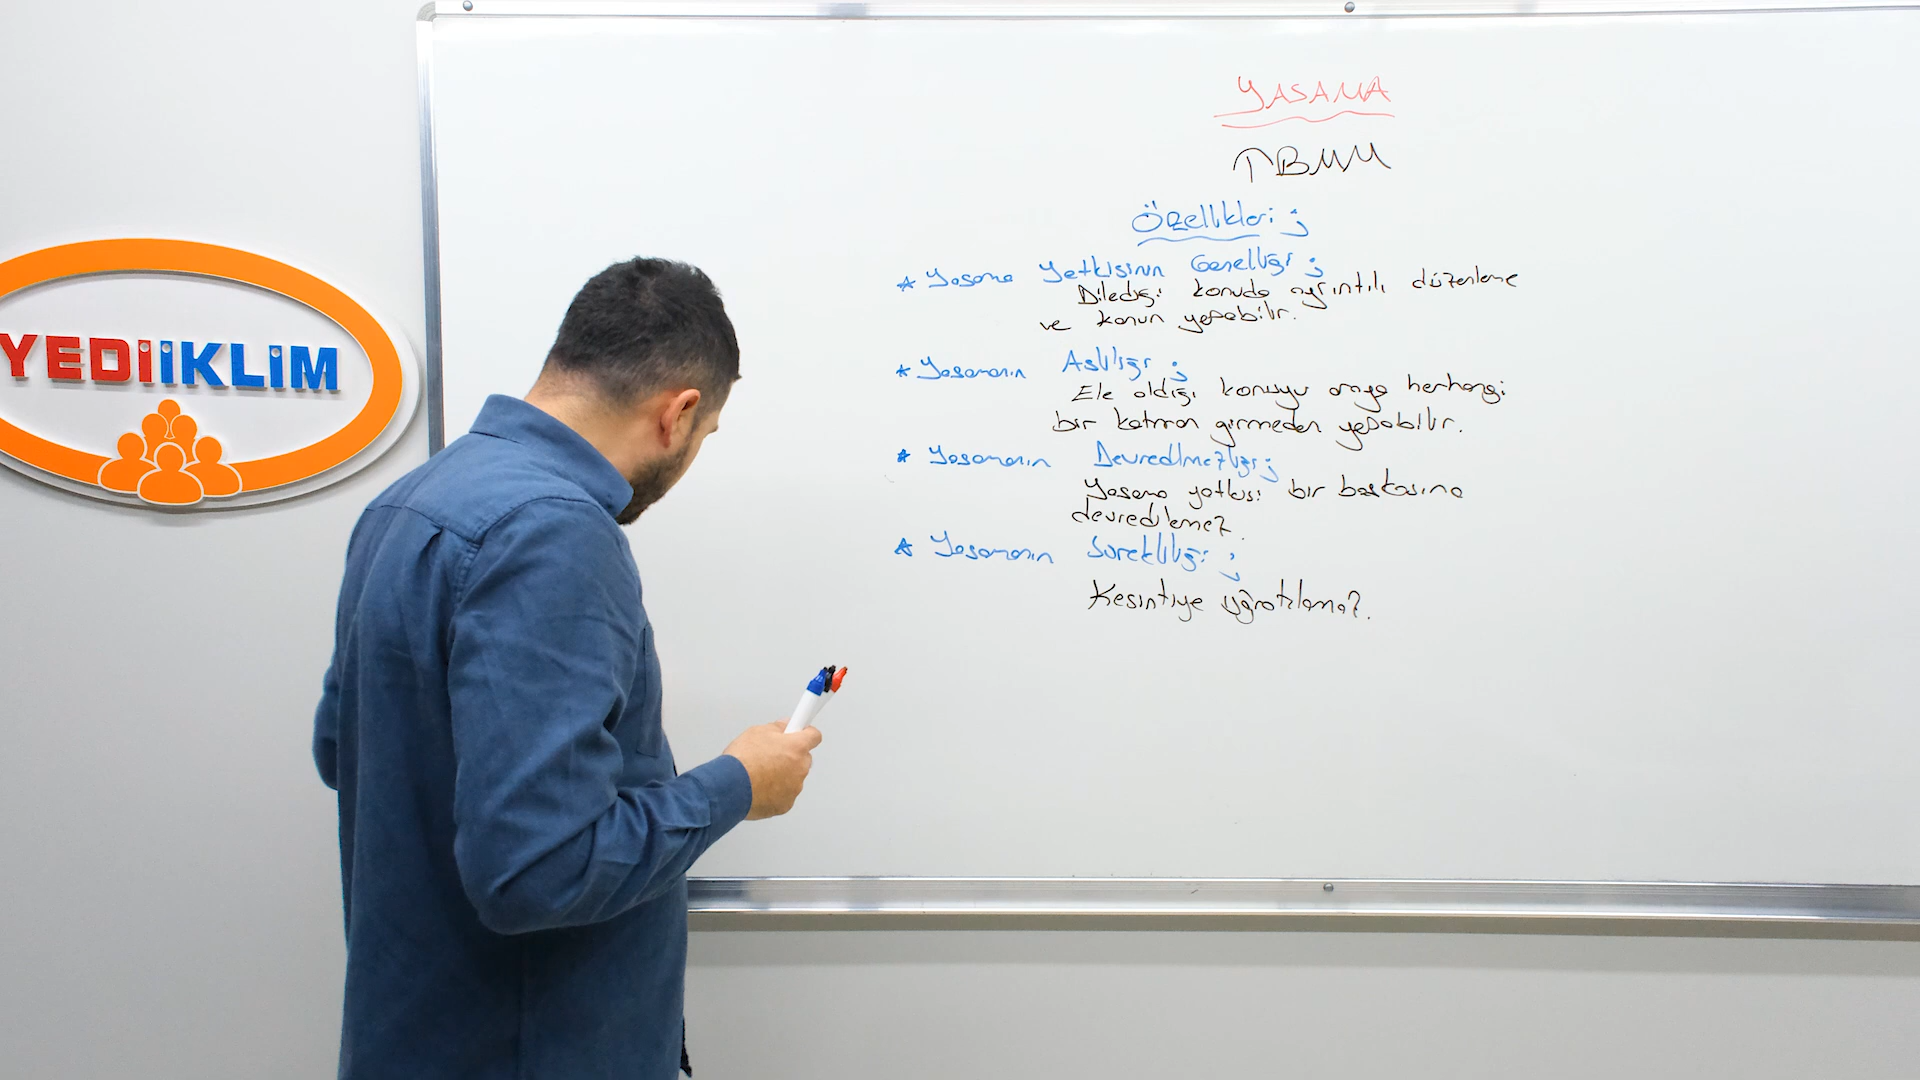 YEDİİKLİM
YASAMA
TBMM
Özellikleri ;
* Yasama Yetkisinin Genelliği ;
Dilediği konuda ayrıntılı düzenleme
ve kanun yapabilir.
* Yasamanın Asliliği ;
Ele aldığı konuyu araya herhangi
bir katman girmeden yapabilir.
* Yasamanın Devredilmezliği ;
Yasama yetkisi bir başkasına
devredilemez.
* Yasamanın Sürekliliği ;
Kesintiye uğratılamaz.